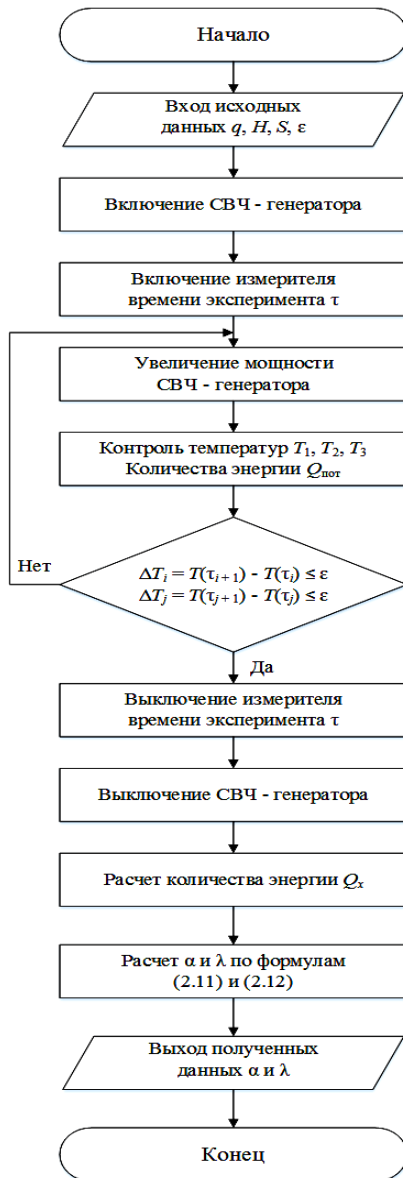 Начало
Вход исходных
данных q, H, S, ε
Включение СВЧ - генератора
Включение измерителя
времени эксперимента τ
Увеличение мощности
СВЧ - генератора
Контроль температур T₁, T₂, T₃
Количества энергии Qпот
Нет
ΔTᵢ = T(τᵢ₊₁) - T(τᵢ) ≤ ε
ΔTⱼ = T(τⱼ₊₁) - T(τⱼ) ≤ ε
Да
Выключение измерителя
времени эксперимента τ
Выключение СВЧ - генератора
Расчет количества энергии Qₓ
Расчет α и λ по формулам
(2.11) и (2.12)
Выход полученных
данных α и λ
Конец